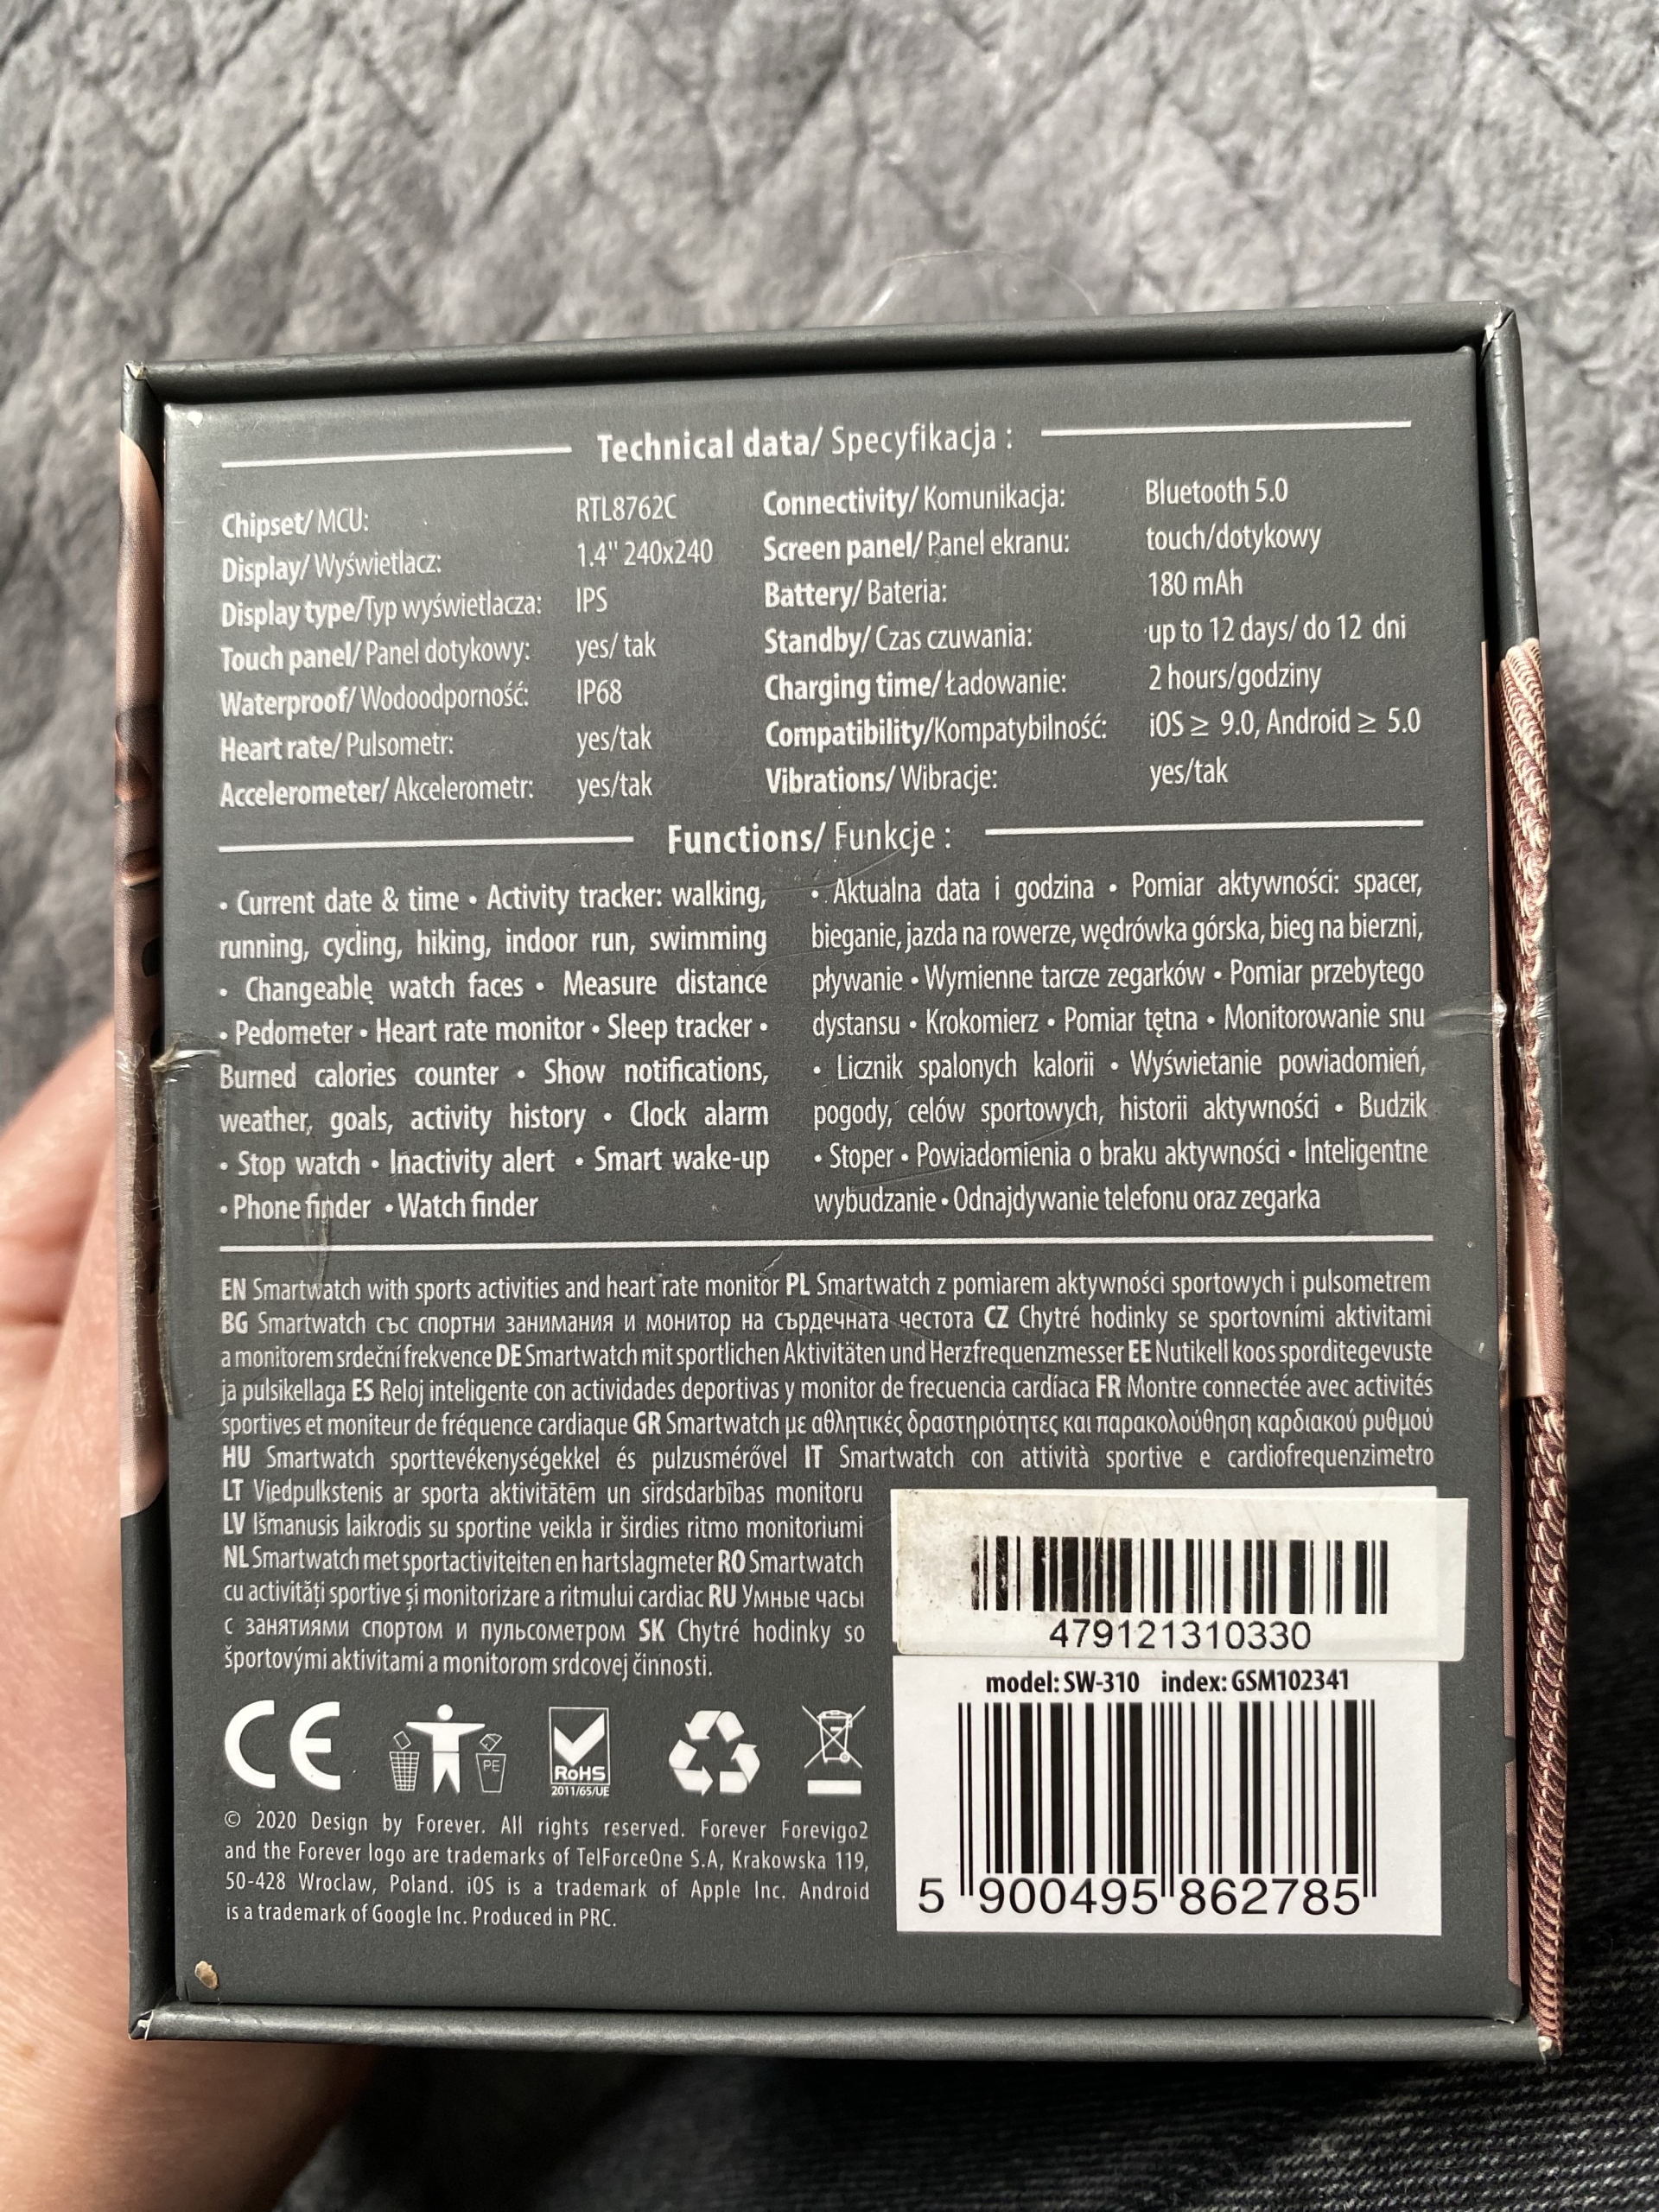 Technical data/ Specyfikacja :
Chipset/ MCU: RTL8762C
Display/ Wyświetlacz: 1.4" 240x240
Display type/Typ wyświetlacza: IPS
Touch panel/ Panel dotykowy: yes/ tak
Waterproof/ Wodoodporność: IP68
Heart rate/ Pulsometr: yes/tak
Accelerometer/ Akcelerometr: yes/tak
Connectivity/ Komunikacja: Bluetooth 5.0
Screen panel/ Panel ekranu: touch/dotykowy
Battery/ Bateria: 180 mAh
Standby/ Czas czuwania: up to 12 days/ do 12 dni
Charging time/ Ładowanie: 2 hours/godziny
Compatibility/Kompatybilność: iOS ≥ 9.0, Android ≥ 5.0
Vibrations/ Wibracje: yes/tak
Functions/ Funkcje :
• Current date & time • Activity tracker: walking,
running, cycling, hiking, indoor run, swimming
• Changeable watch faces • Measure distance
• Pedometer • Heart rate monitor • Sleep tracker •
Burned calories counter • Show notifications,
weather, goals, activity history • Clock alarm
• Stop watch • Inactivity alert • Smart wake-up
• Phone finder • Watch finder
• Aktualna data i godzina • Pomiar aktywności: spacer,
bieganie, jazda na rowerze, wędrówka górska, bieg na bierzni,
pływanie • Wymienne tarcze zegarków • Pomiar przebytego
dystansu • Krokomierz • Pomiar tętna • Monitorowanie snu
• Licznik spalonych kalorii • Wyświetanie powiadomień,
pogody, celów sportowych, historii aktywności • Budzik
• Stoper • Powiadomienia o braku aktywności • Inteligentne
wybudzanie • Odnajdywanie telefonu oraz zegarka
EN Smartwatch with sports activities and heart rate monitor PL Smartwatch z pomiarem aktywności sportowych i pulsometrem
BG Smartwatch със спортни занимания и монитор на сърдечната честота CZ Chytré hodinky se sportovními aktivitami
a monitorem srdeční frekvence DE Smartwatch mit sportlichen Aktivitäten und Herzfrequenzmesser EE Nutikell koos sporditegevuste
ja pulsikellaga ES Reloj inteligente con actividades deportivas y monitor de frecuencia cardíaca FR Montre connectée avec activités
sportives et moniteur de fréquence cardiaque GR Smartwatch με αθλητικές δραστηριότητες και παρακολούθηση καρδιακού ρυθμού
HU Smartwatch sporttevékenységekkel és pulzusmérővel IT Smartwatch con attività sportive e cardiofrequenzimetro
LT Viedpulkstenis ar sporta aktivitātēm un sirdsdarbības monitoru
LV Išmanusis laikrodis su sportine veikla ir širdies ritmo monitoriumi
NL Smartwatch met sportactiviteiten en hartslagmeter RO Smartwatch
cu activități sportive și monitorizare a ritmului cardiac RU Умные часы
с занятиями спортом и пульсометром SK Chytré hodinky so
športovými aktivitami a monitorom srdcovej činnosti.
479121310330
model: SW-310 index: GSM102341
5 900495 862785
CE
PE
RoHS
2011/65/UE
© 2020 Design by Forever. All rights reserved. Forever Forevigo2
and the Forever logo are trademarks of TelForceOne S.A, Krakowska 119,
50-428 Wroclaw, Poland. iOS is a trademark of Apple Inc. Android
is a trademark of Google Inc. Produced in PRC.